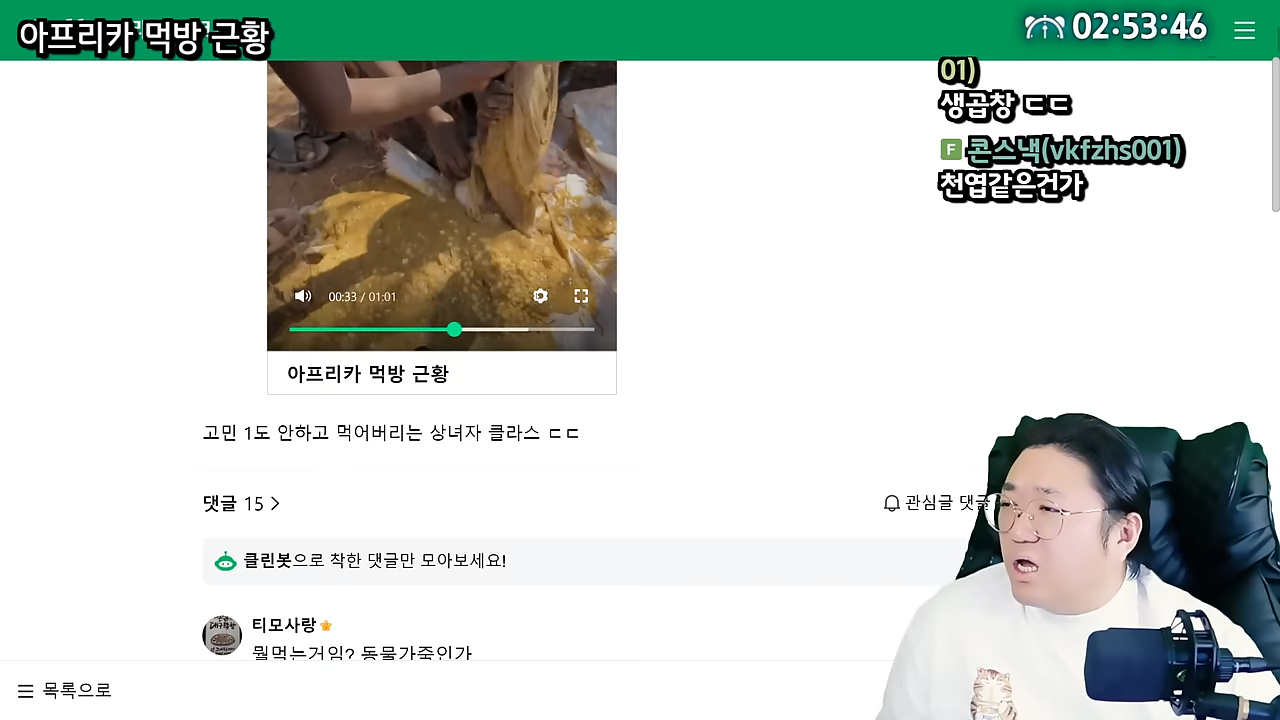 아프리카 먹방 근황
02:53:46
01)
생곱창 ㄷㄷ
F 콘스낵(vkfzhs001)
천엽같은건가
00:33 / 01:01
아프리카 먹방 근황
고민 1도 안하고 먹어버리는 상녀자 클라스 ㄷㄷ
댓글 15
관심글 댓글
클린봇으로 착한 댓글만 모아보세요!
티모사랑
뭘먹는거임? 동물가죽인가
목록으로